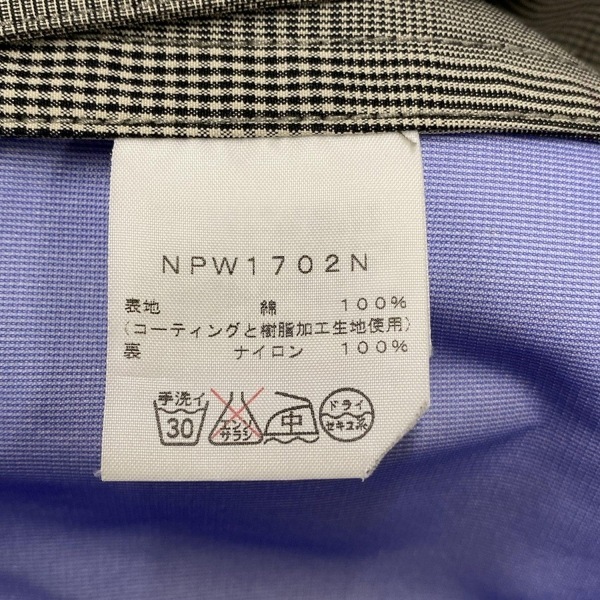 NPW1702N
表地 綿 100%
(コーティングと樹脂加工生地使用)
裏 ナイロン 100%
手洗イ 30 エンソサラシ 中 ドライ セキユ系